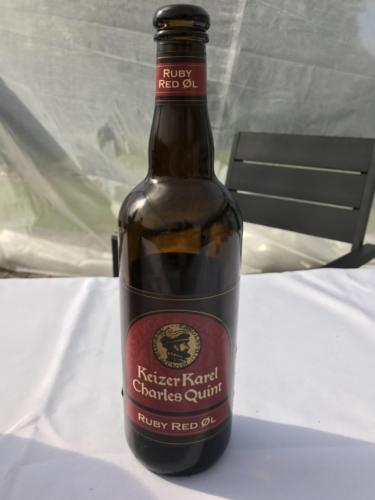 RUBY
RED ØL
Keizer Karel
Charles Quint
RUBY RED ØL